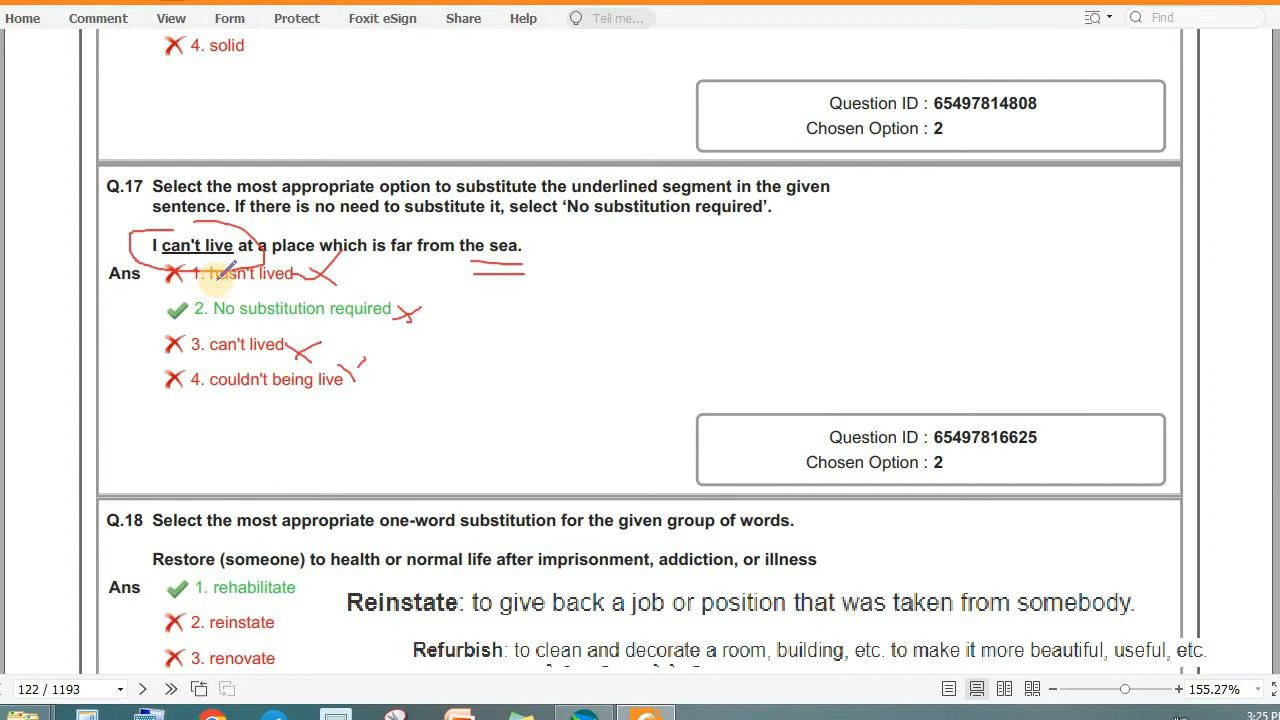 Home Comment View Form Protect Foxit eSign Share Help Tell me... Find
4. solid
Question ID : 65497814808
Chosen Option : 2
Q.17 Select the most appropriate option to substitute the underlined segment in the given
sentence. If there is no need to substitute it, select ‘No substitution required’.
I can't live at a place which is far from the sea.
Ans 1. hasn't lived
2. No substitution required
3. can't lived
4. couldn't being live
Question ID : 65497816625
Chosen Option : 2
Q.18 Select the most appropriate one-word substitution for the given group of words.
Restore (someone) to health or normal life after imprisonment, addiction, or illness
Ans 1. rehabilitate
Reinstate: to give back a job or position that was taken from somebody.
2. reinstate
Refurbish: to clean and decorate a room, building, etc. to make it more beautiful, useful, etc.
3. renovate
122 / 1193 155.27%
3:25 PM